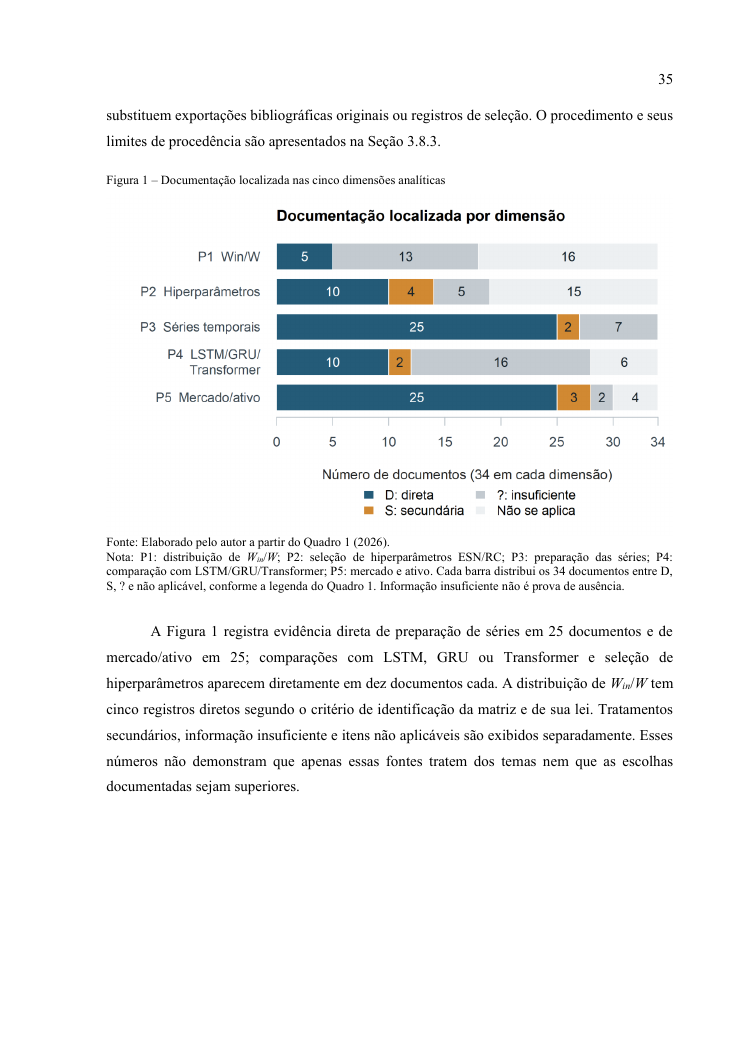 35
substituem exportações bibliográficas originais ou registros de seleção. O procedimento e seus
limites de procedência são apresentados na Seção 3.8.3.
Figura 1 – Documentação localizada nas cinco dimensões analíticas
Documentação localizada por dimensão
P1 Win/W 5 13 16
P2 Hiperparâmetros 10 4 5 15
P3 Séries temporais 25 2 7
P4 LSTM/GRU/
Transformer 10 2 16 6
P5 Mercado/ativo 25 3 2 4
0 5 10 15 20 25 30 34
Número de documentos (34 em cada dimensão)
D: direta ?: insuficiente
S: secundária Não se aplica
Fonte: Elaborado pelo autor a partir do Quadro 1 (2026).
Nota: P1: distribuição de Win/W; P2: seleção de hiperparâmetros ESN/RC; P3: preparação das séries; P4:
comparação com LSTM/GRU/Transformer; P5: mercado e ativo. Cada barra distribui os 34 documentos entre D,
S, ? e não aplicável, conforme a legenda do Quadro 1. Informação insuficiente não é prova de ausência.
A Figura 1 registra evidência direta de preparação de séries em 25 documentos e de
mercado/ativo em 25; comparações com LSTM, GRU ou Transformer e seleção de
hiperparâmetros aparecem diretamente em dez documentos cada. A distribuição de Win/W tem
cinco registros diretos segundo o critério de identificação da matriz e de sua lei. Tratamentos
secundários, informação insuficiente e itens não aplicáveis são exibidos separadamente. Esses
números não demonstram que apenas essas fontes tratem dos temas nem que as escolhas
documentadas sejam superiores.